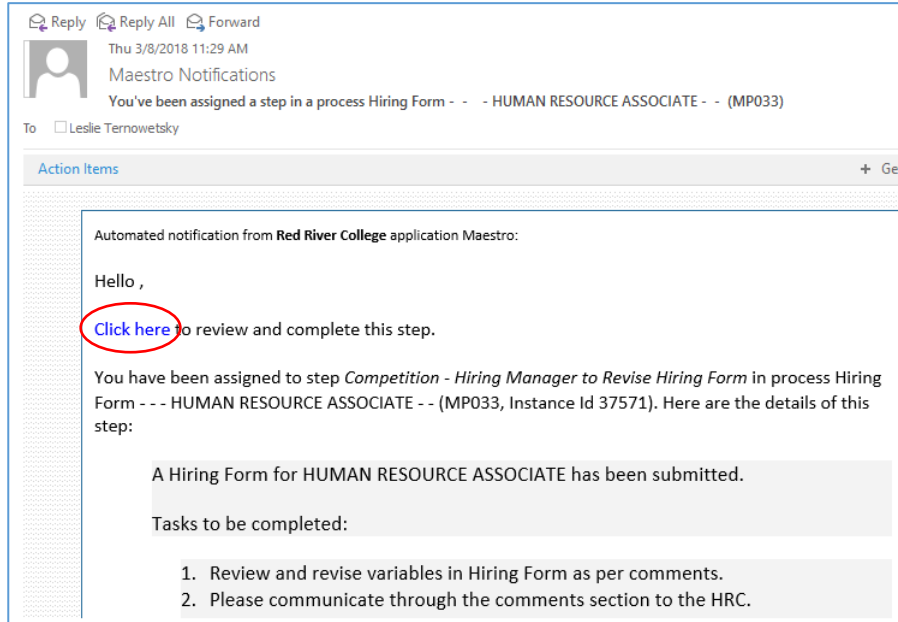 Reply Reply All Forward
Thu 3/8/2018 11:29 AM
Maestro Notifications
You've been assigned a step in a process Hiring Form - - - HUMAN RESOURCE ASSOCIATE - - (MP033)
To Leslie Ternowetsky
Action Items + Ge
Automated notification from Red River College application Maestro:
Hello ,
Click here to review and complete this step.
You have been assigned to step Competition - Hiring Manager to Revise Hiring Form in process Hiring
Form - - - HUMAN RESOURCE ASSOCIATE - - (MP033, Instance Id 37571). Here are the details of this
step:
A Hiring Form for HUMAN RESOURCE ASSOCIATE has been submitted.
Tasks to be completed:
1. Review and revise variables in Hiring Form as per comments.
2. Please communicate through the comments section to the HRC.